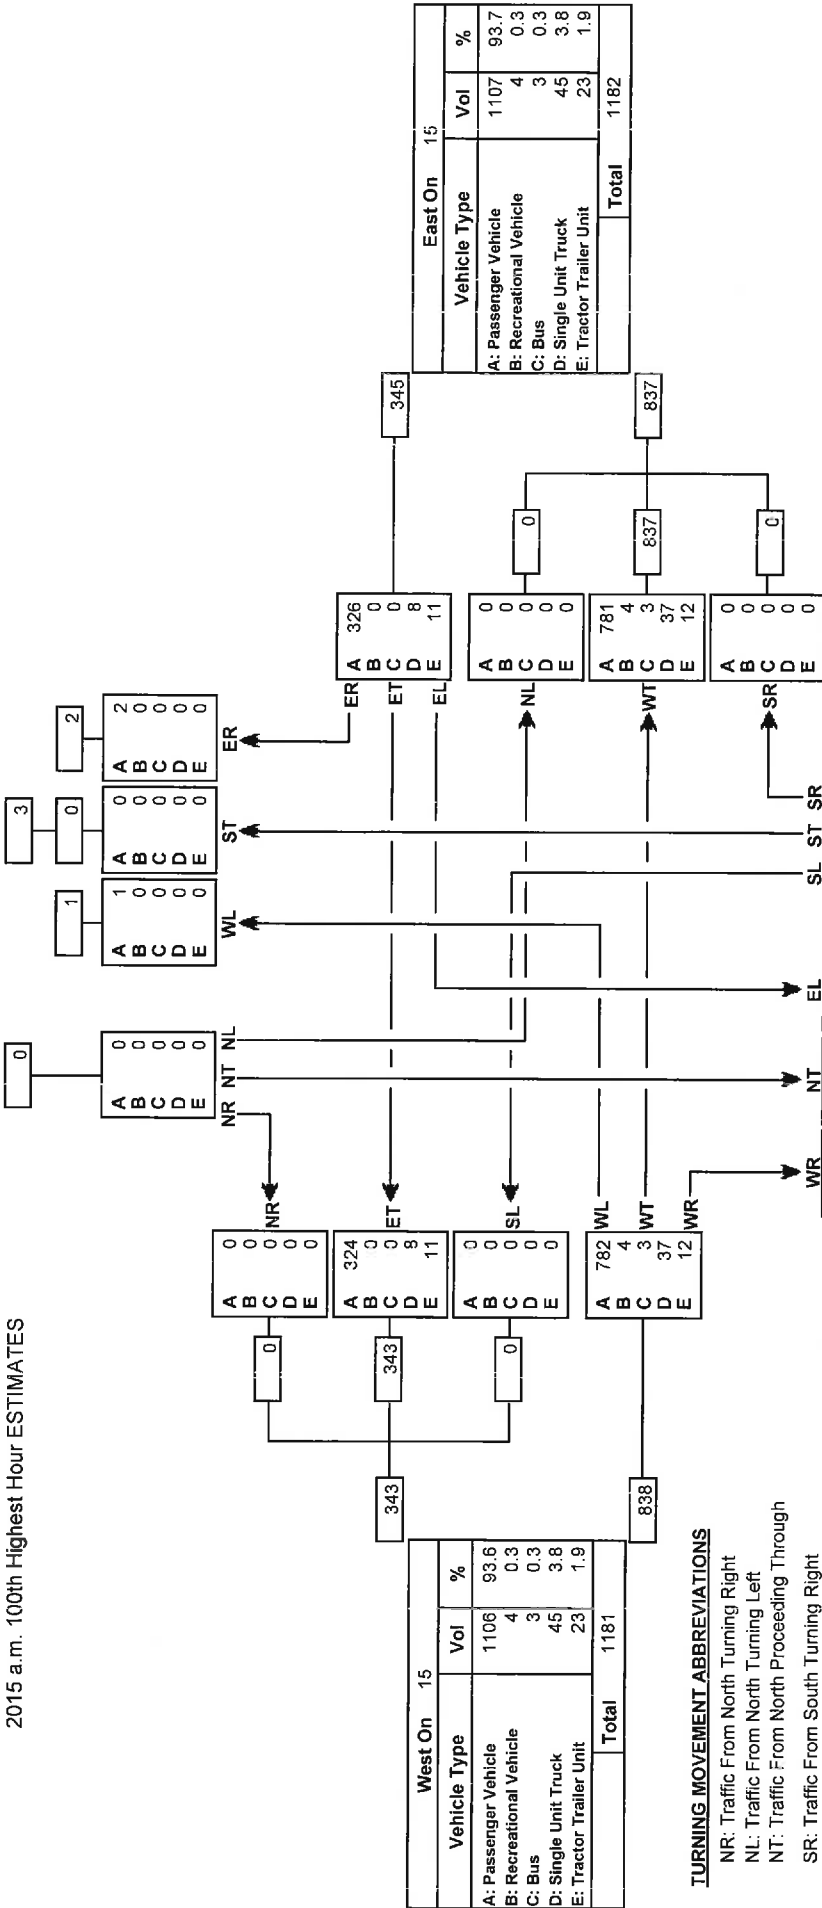 2015 a.m. 100th Highest Hour ESTIMATES
0
3
1
0
2
A 0
B 0
C 0
D 0
E 0
A 1
B 0
C 0
D 0
E 0
A 0
B 0
C 0
D 0
E 0
A 2
B 0
C 0
D 0
E 0
NR NT NL
WL
ST
ER
West On 15
Vehicle Type Vol %
A: Passenger Vehicle 1106 93.6
B: Recreational Vehicle 4 0.3
C: Bus 3 0.3
D: Single Unit Truck 45 3.8
E: Tractor Trailer Unit 23 1.9
Total 1181
343
838
0
343
0
A 0
B 0
C 0
D 0
E 0
NR
A 324
B 0
C 0
D 8
E 11
ET
A 0
B 0
C 0
D 0
E 0
SL
A 782
B 4
C 3
D 37
E 12
WL
WT
WR
ER
ET
EL
A 326
B 0
C 0
D 8
E 11
345
NL
A 0
B 0
C 0
D 0
E 0
0
WT
A 781
B 4
C 3
D 37
E 12
837
SR
A 0
B 0
C 0
D 0
E 0
0
837
East On 15
Vehicle Type Vol %
A: Passenger Vehicle 1107 93.7
B: Recreational Vehicle 4 0.3
C: Bus 3 0.3
D: Single Unit Truck 45 3.8
E: Tractor Trailer Unit 23 1.9
Total 1182
WR NT EL SL ST SR
TURNING MOVEMENT ABBREVIATIONS
NR: Traffic From North Turning Right
NL: Traffic From North Turning Left
NT: Traffic From North Proceeding Through
SR: Traffic From South Turning Right